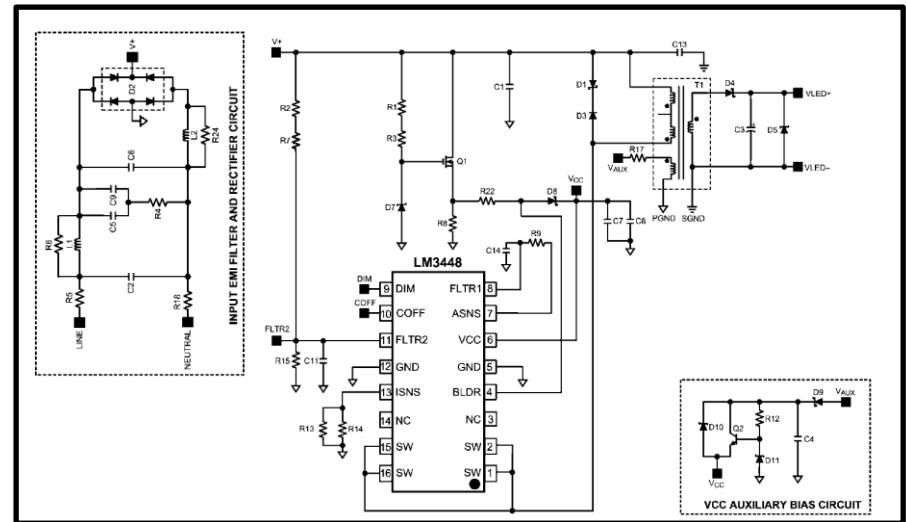 V+
D2
L2
R24
C6
C9
C5
R4
R6
L1
C2
R5
R18
LINE
NEUTRAL
INPUT EMI FILTER AND RECTIFIER CIRCUIT
V+
C13
R2
R7
R1
R3
C1
D1
D3
T1
D4
C3
D5
VLED+
VLED–
Q1
D7
R8
R22
D8
VCC
C7
C8
VAUX
R17
PGND
SGND
C14
R9
LM3448
DIM
9
DIM
FLTR1
8
COFF
10
COFF
ASNS
7
FLTR2
11
FLTR2
VCC
6
R15
C11
12
GND
GND
5
13
ISNS
BLDR
4
R13
R14
14
NC
NC
3
15
SW
SW
2
16
SW
SW
1
D10
Q2
R12
D11
C4
D9
VAUX
VCC
VCC AUXILIARY BIAS CIRCUIT